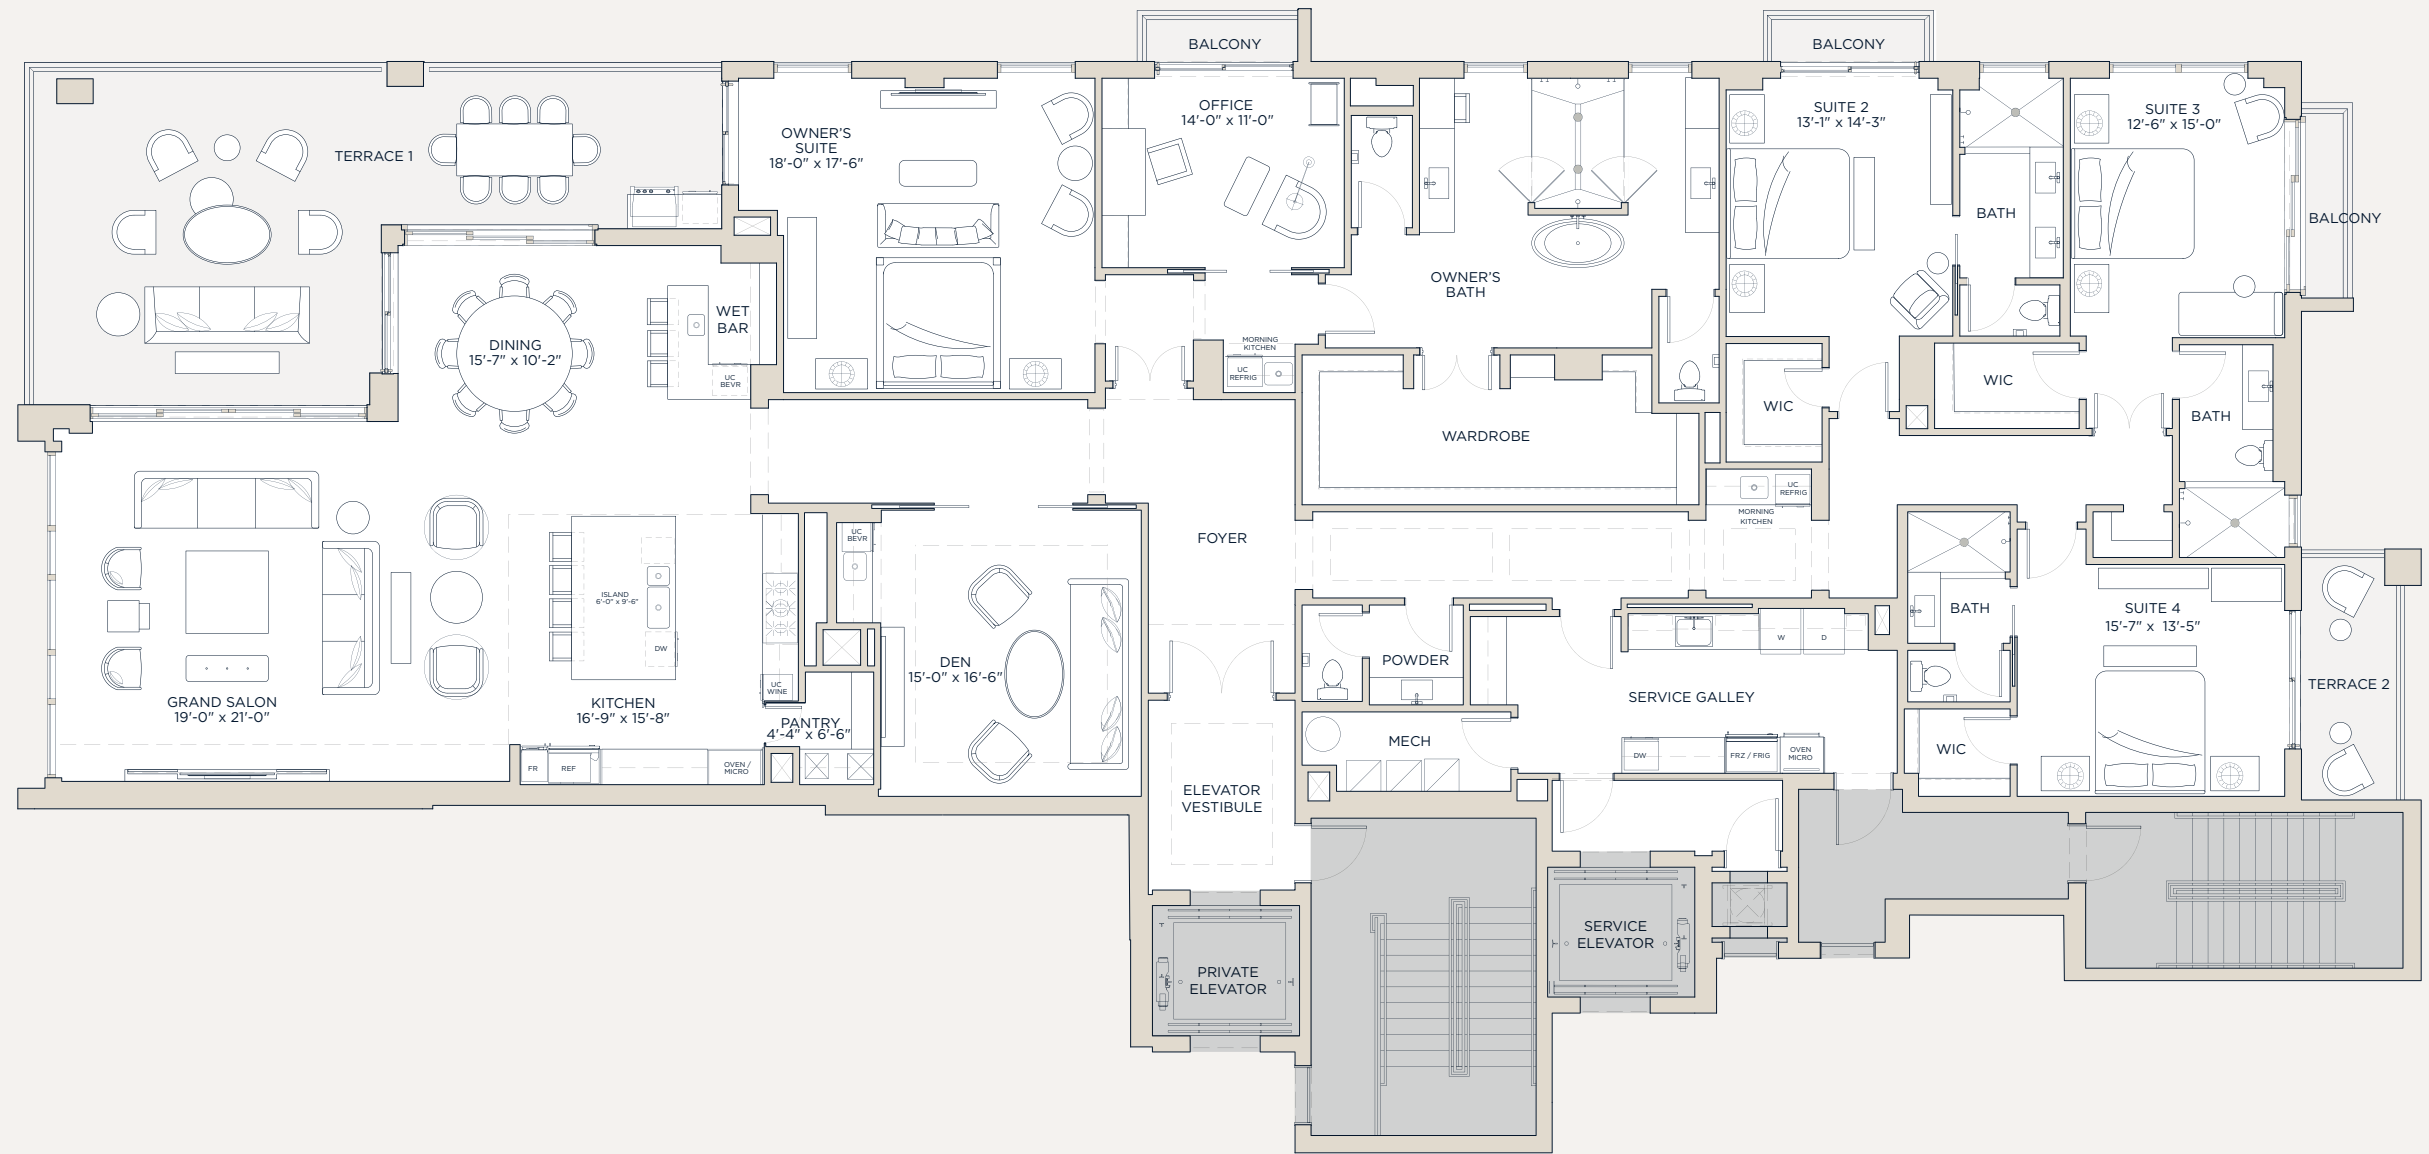 BALCONY
BALCONY
TERRACE 1
OWNER'S
SUITE
18'-0" x 17'-6"
OFFICE
14'-0" x 11'-0"
SUITE 2
13'-1" x 14'-3"
SUITE 3
12'-6" x 15'-0"
BATH
BALCONY
OWNER'S
BATH
WET
BAR
DINING
15'-7" x 10'-2"
UC
BEVR
MORNING
KITCHEN
UC
REFRIG
WIC
WIC
BATH
WARDROBE
UC
REFRIG
MORNING
KITCHEN
UC
BEVR
FOYER
ISLAND
6'-0" x 9'-6"
DW
BATH
SUITE 4
15'-7" x 13'-5"
W
D
DEN
15'-0" x 16'-6"
POWDER
UC
WINE
SERVICE GALLEY
TERRACE 2
GRAND SALON
19'-0" x 21'-0"
KITCHEN
16'-9" x 15'-8"
PANTRY
4'-4" x 6'-6"
MECH
WIC
DW
FRZ / FRIG
OVEN
MICRO
FR
REF
OVEN /
MICRO
ELEVATOR
VESTIBULE
SERVICE
ELEVATOR
PRIVATE
ELEVATOR